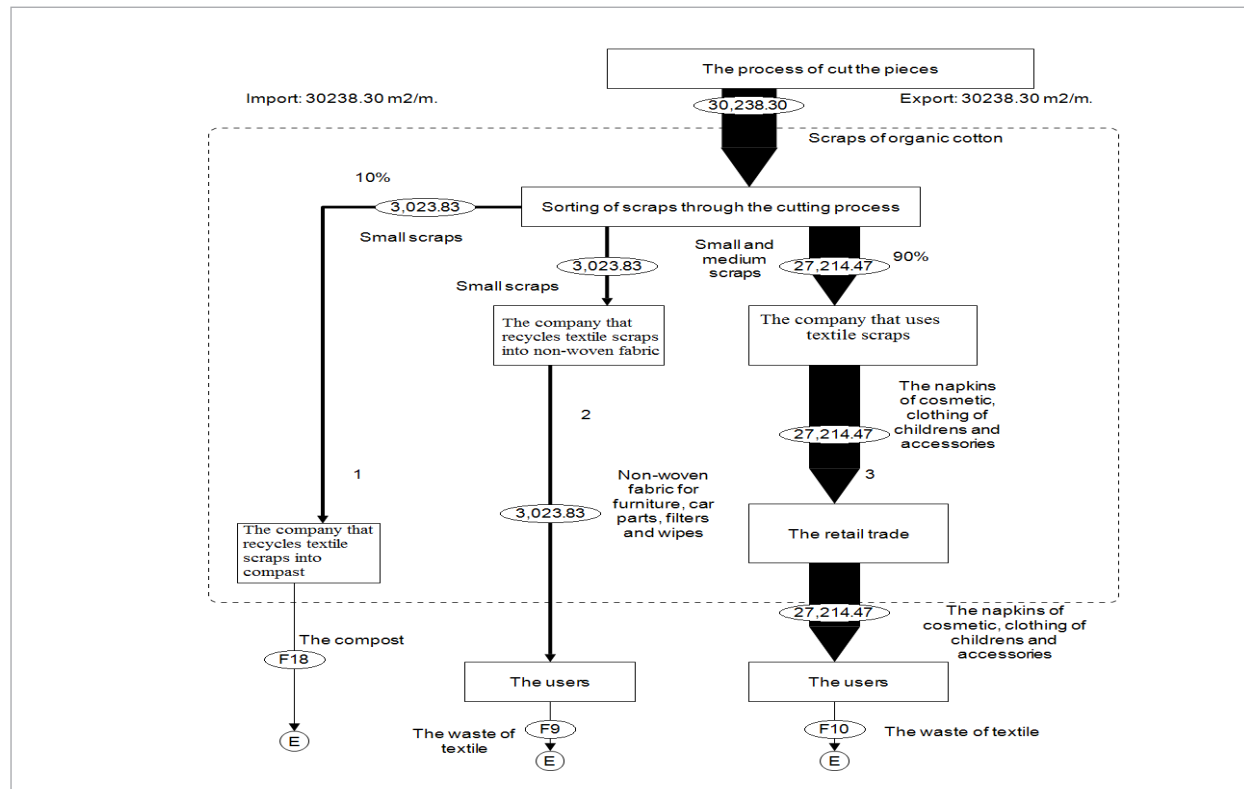 The process of cut the pieces
Import: 30238.30 m2/m.
30,238.30
Export: 30238.30 m2/m.
Scraps of organic cotton
10%
3,023.83
Sorting of scraps through the cutting process
Small scraps
3,023.83
Small scraps
Small and
medium
scraps
27,214.47
90%
The company that
recycles textile scraps
into non-woven fabric
The company that uses
textile scraps
2
The napkins
of cosmetic,
clothing of
childrens and
accessories
27,214.47
1
3
Non-woven
fabric for
furniture, car
parts, filters
and wipes
3,023.83
The company that
recycles textile
scraps into
compast
The retail trade
27,214.47
The napkins of
cosmetic, clothing of
childrens and
accessories
The compost
F18
The users
The users
E
The waste of
textile
F9
F10
The waste of textile
E
E